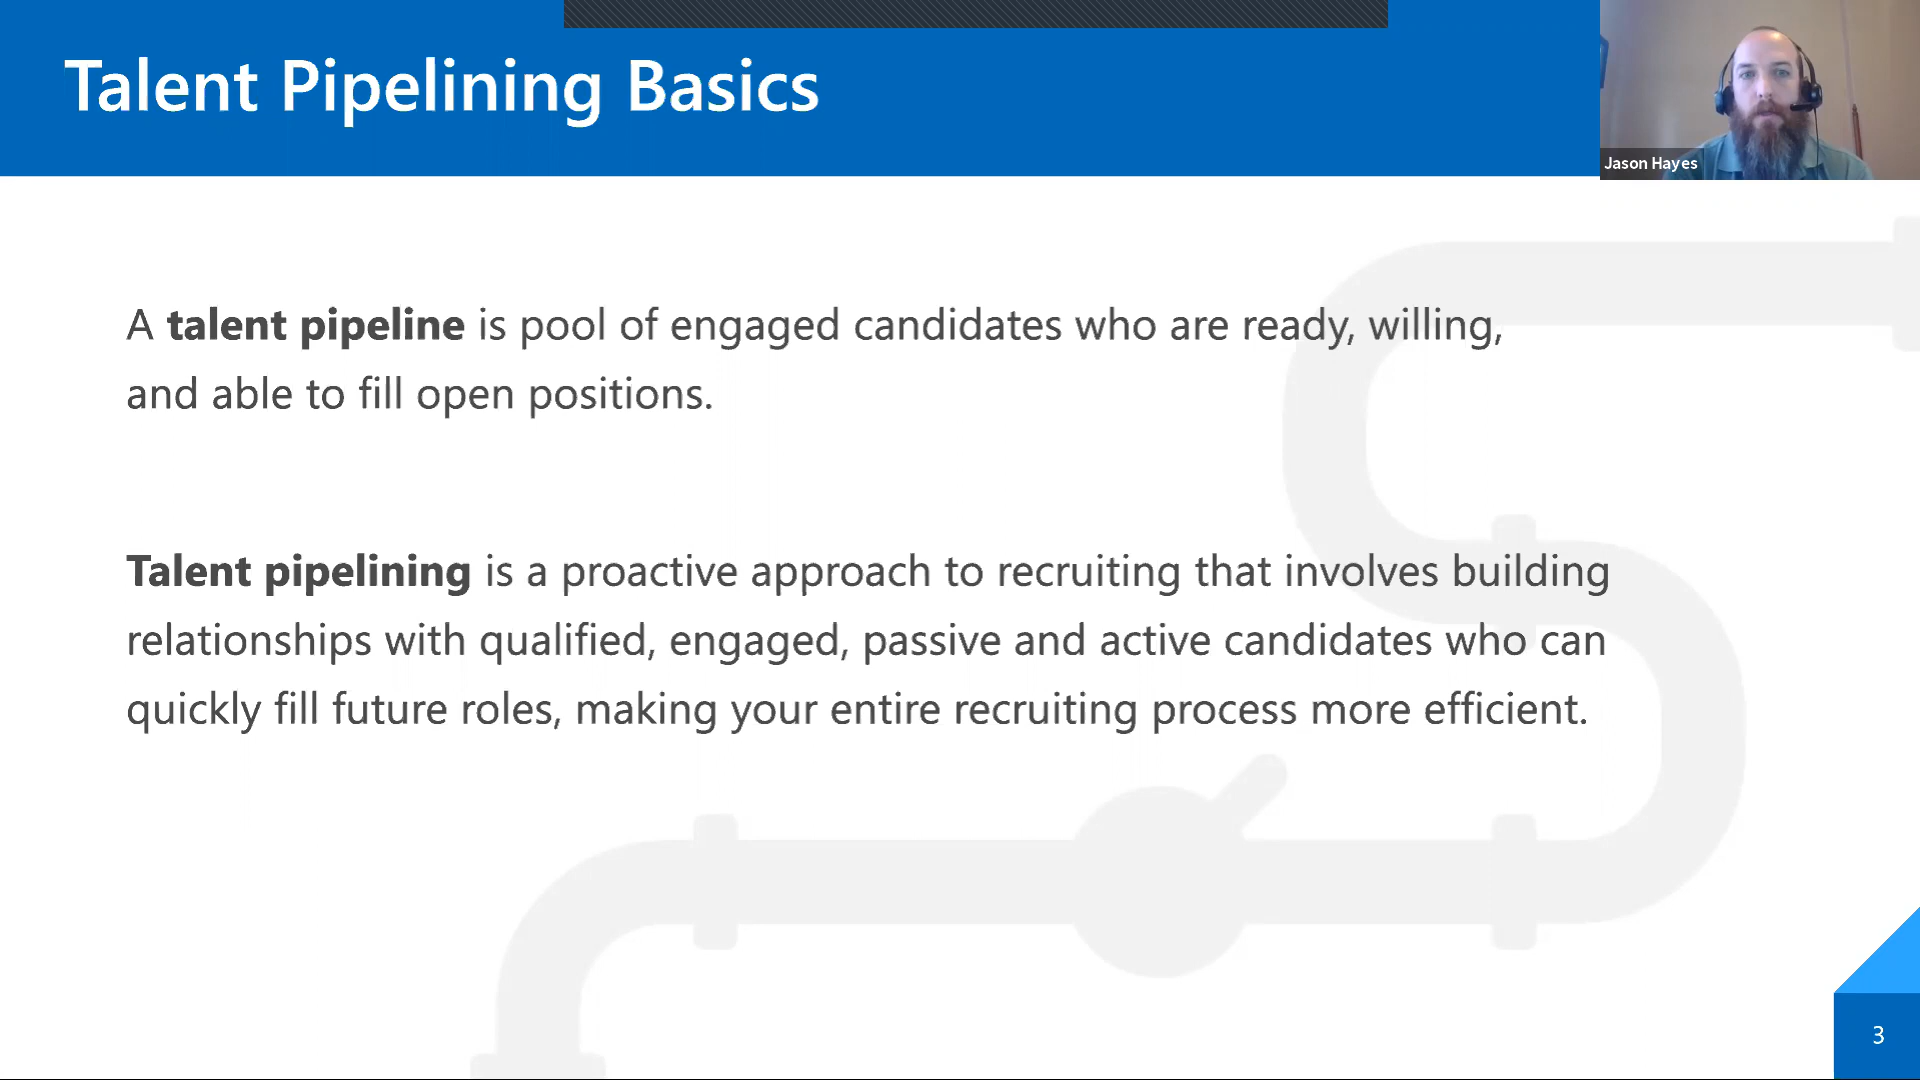 Talent Pipelining Basics
Jason Hayes
A talent pipeline is pool of engaged candidates who are ready, willing,
and able to fill open positions.
Talent pipelining is a proactive approach to recruiting that involves building
relationships with qualified, engaged, passive and active candidates who can
quickly fill future roles, making your entire recruiting process more efficient.
3